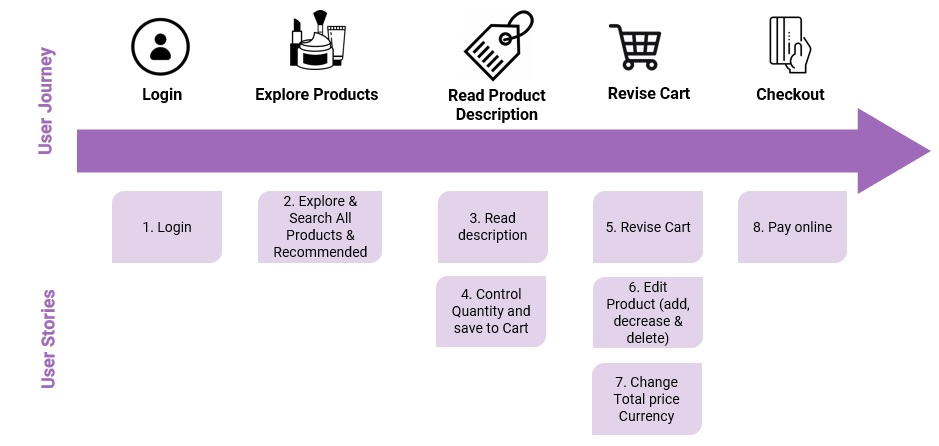 User Journey
Login
Explore Products
Read Product
Description
Revise Cart
Checkout
User Stories
1. Login
2. Explore &
Search All
Products &
Recommended
3. Read
description
4. Control
Quantity and
save to Cart
5. Revise Cart
6. Edit
Product (add,
decrease &
delete)
7. Change
Total price
Currency
8. Pay online